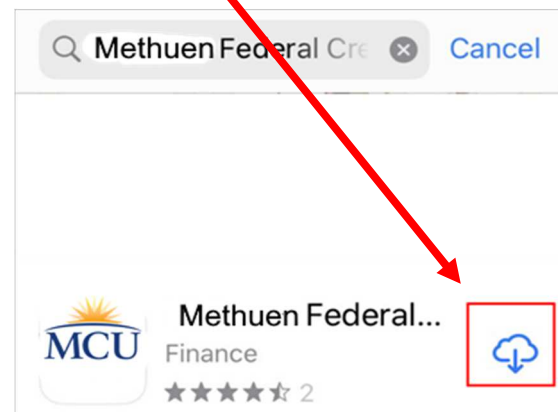 Methuen Federal Cre Cancel
Methuen Federal...
MCU
Finance
2